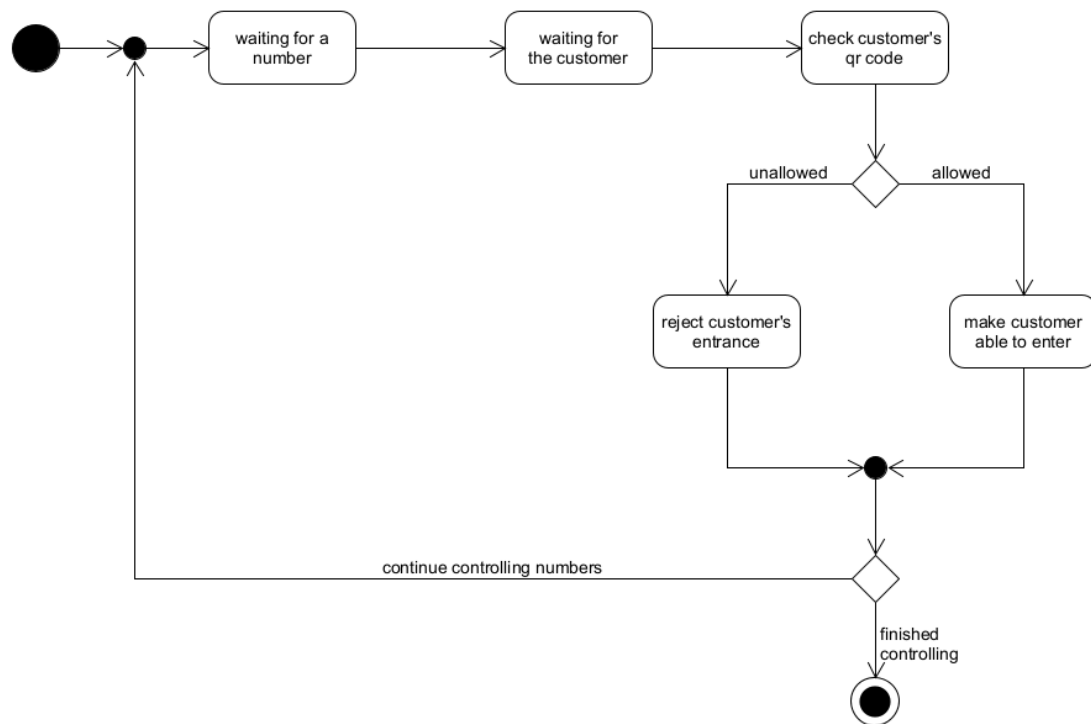 waiting for a
number
waiting for
the customer
check customer's
qr code
unallowed
allowed
reject customer's
entrance
make customer
able to enter
continue controlling numbers
finished
controlling